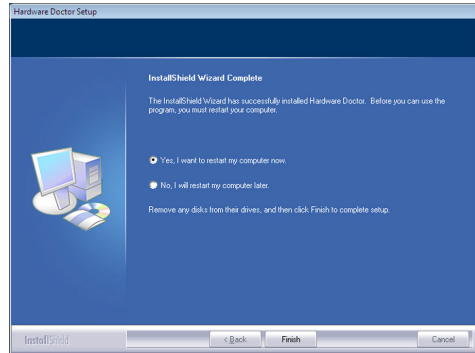 Hardware Doctor Setup
InstallShield Wizard Complete
The InstallShield Wizard has successfully installed Hardware Doctor. Before you can use the
program, you must restart your computer.
Yes, I want to restart my computer now.
No, I will restart my computer later.
Remove any disks from their drives, and then click Finish to complete setup.
InstallShield
< Back
Finish
Cancel